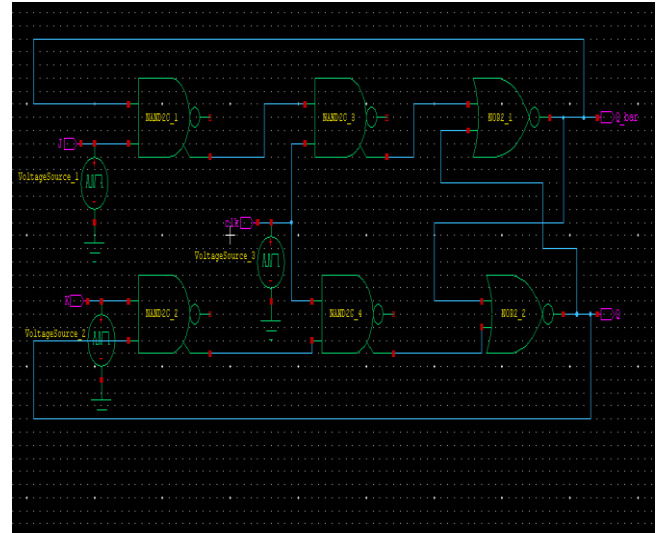 NAND2C_1
NAND2C_3
NOR2_1
Q_bar
J
VoltageSource_1
clk
VoltageSource_3
K
NAND2C_2
NAND2C_4
NOR2_2
Q
VoltageSource_2